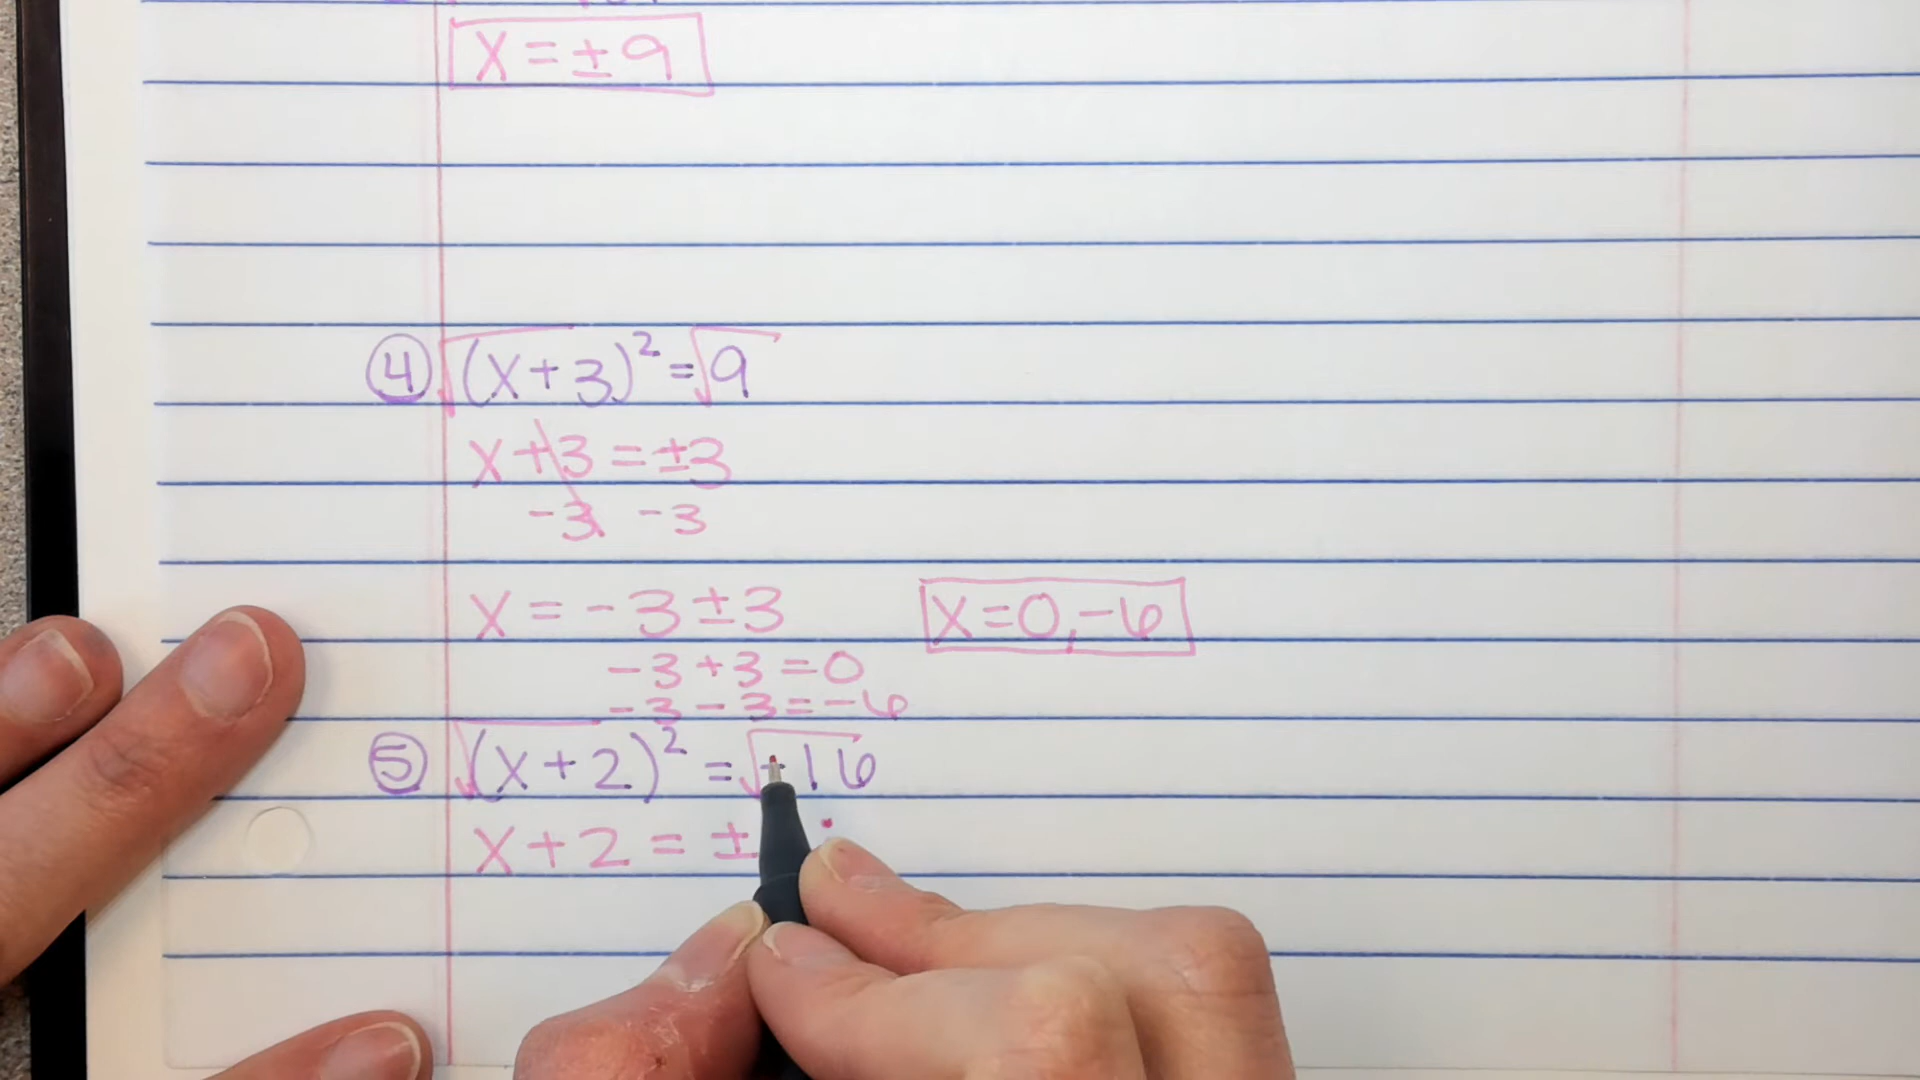 x = ±9
④ √(x+3)² = √9
x+3 = ±3
-3 -3
x = -3±3
x=0,-6
-3+3=0
-3-3=-6
⑤ √(x+2)² = √-16
x+2 = ±